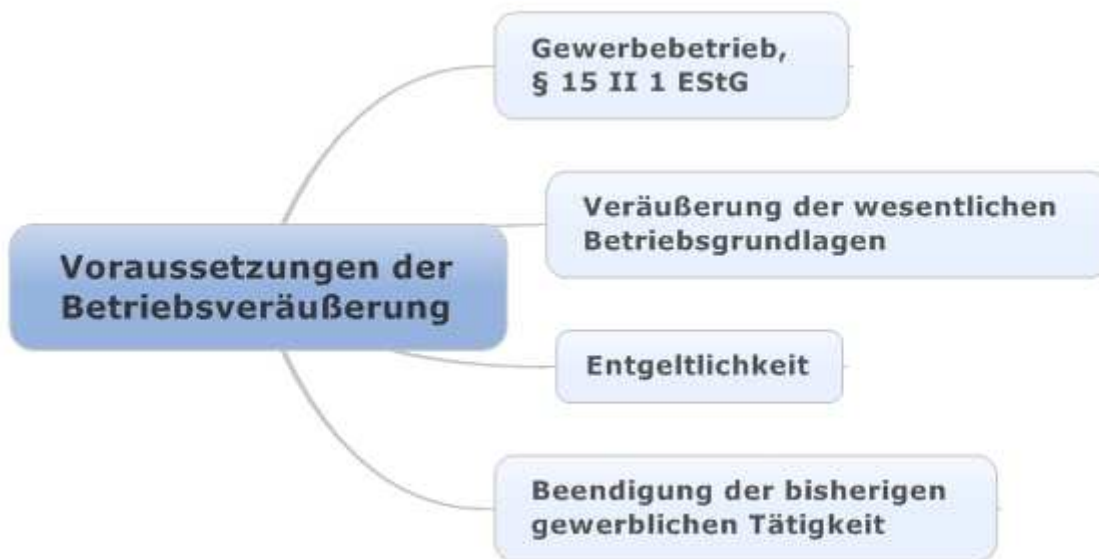 Gewerbebetrieb,
§ 15 II 1 EStG
Veräußerung der wesentlichen
Betriebsgrundlagen
Voraussetzungen der
Betriebsveräußerung
Entgeltlichkeit
Beendigung der bisherigen
gewerblichen Tätigkeit